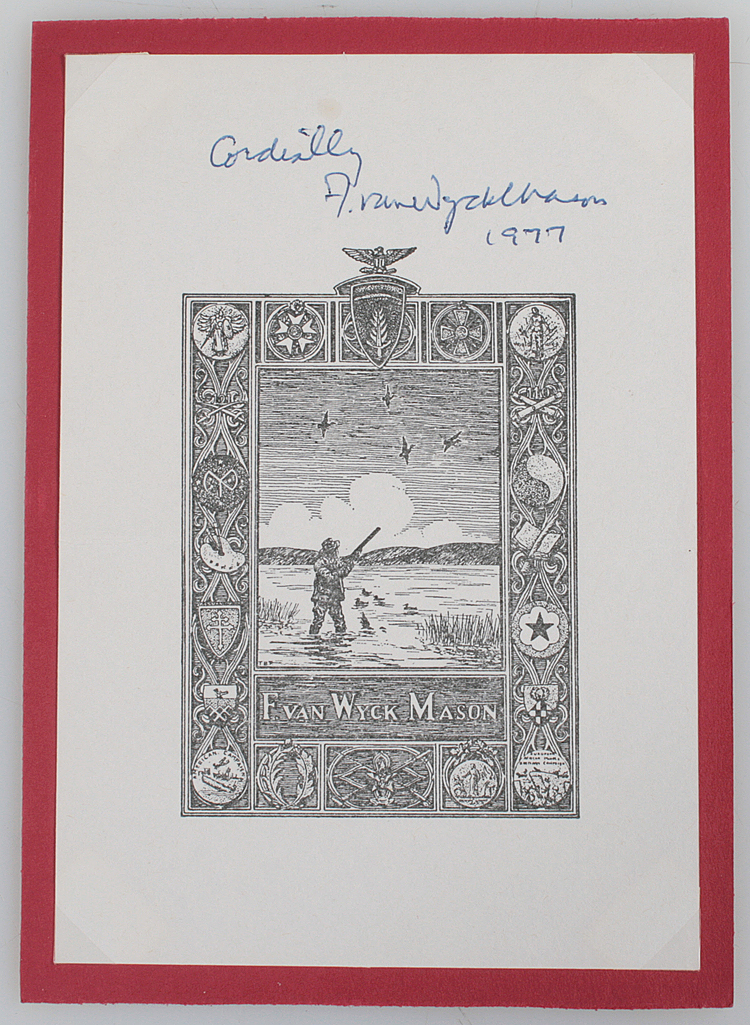 Cordially
F. van Wyck Mason
1977
F. VAN WYCK MASON